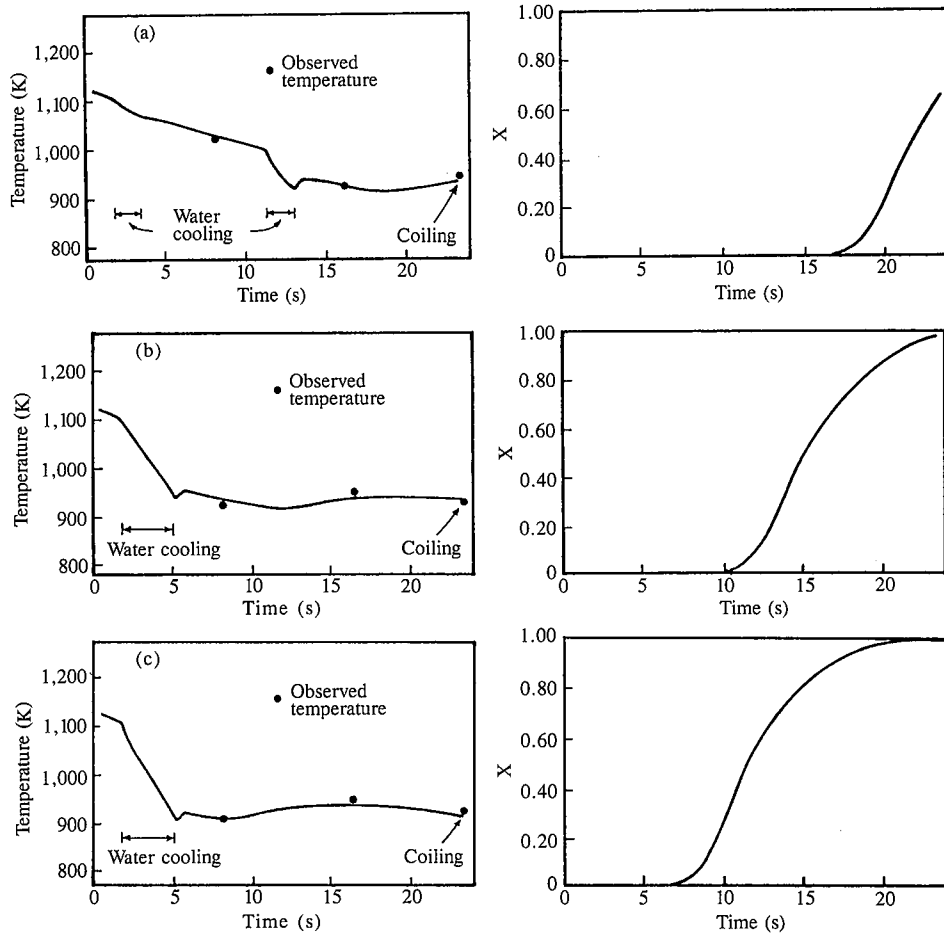 (a)
Temperature (K)
1,200
1,100
1,000
900
800
Observed
temperature
Water
cooling
Coiling
0 5 10 15 20
Time (s)
X
1.00
0.80
0.60
0.40
0.20
0
0 5 10 15 20
Time (s)
(b)
Temperature (K)
1,200
1,100
1,000
900
800
Observed
temperature
Water cooling
Coiling
0 5 10 15 20
Time (s)
X
1.00
0.80
0.60
0.40
0.20
0
0 5 10 15 20
Time (s)
(c)
Temperature (K)
1,200
1,100
1,000
900
800
Observed
temperature
Water cooling
Coiling
0 5 10 15 20
Time (s)
X
1.00
0.80
0.60
0.40
0.20
0
0 5 10 15 20
Time (s)